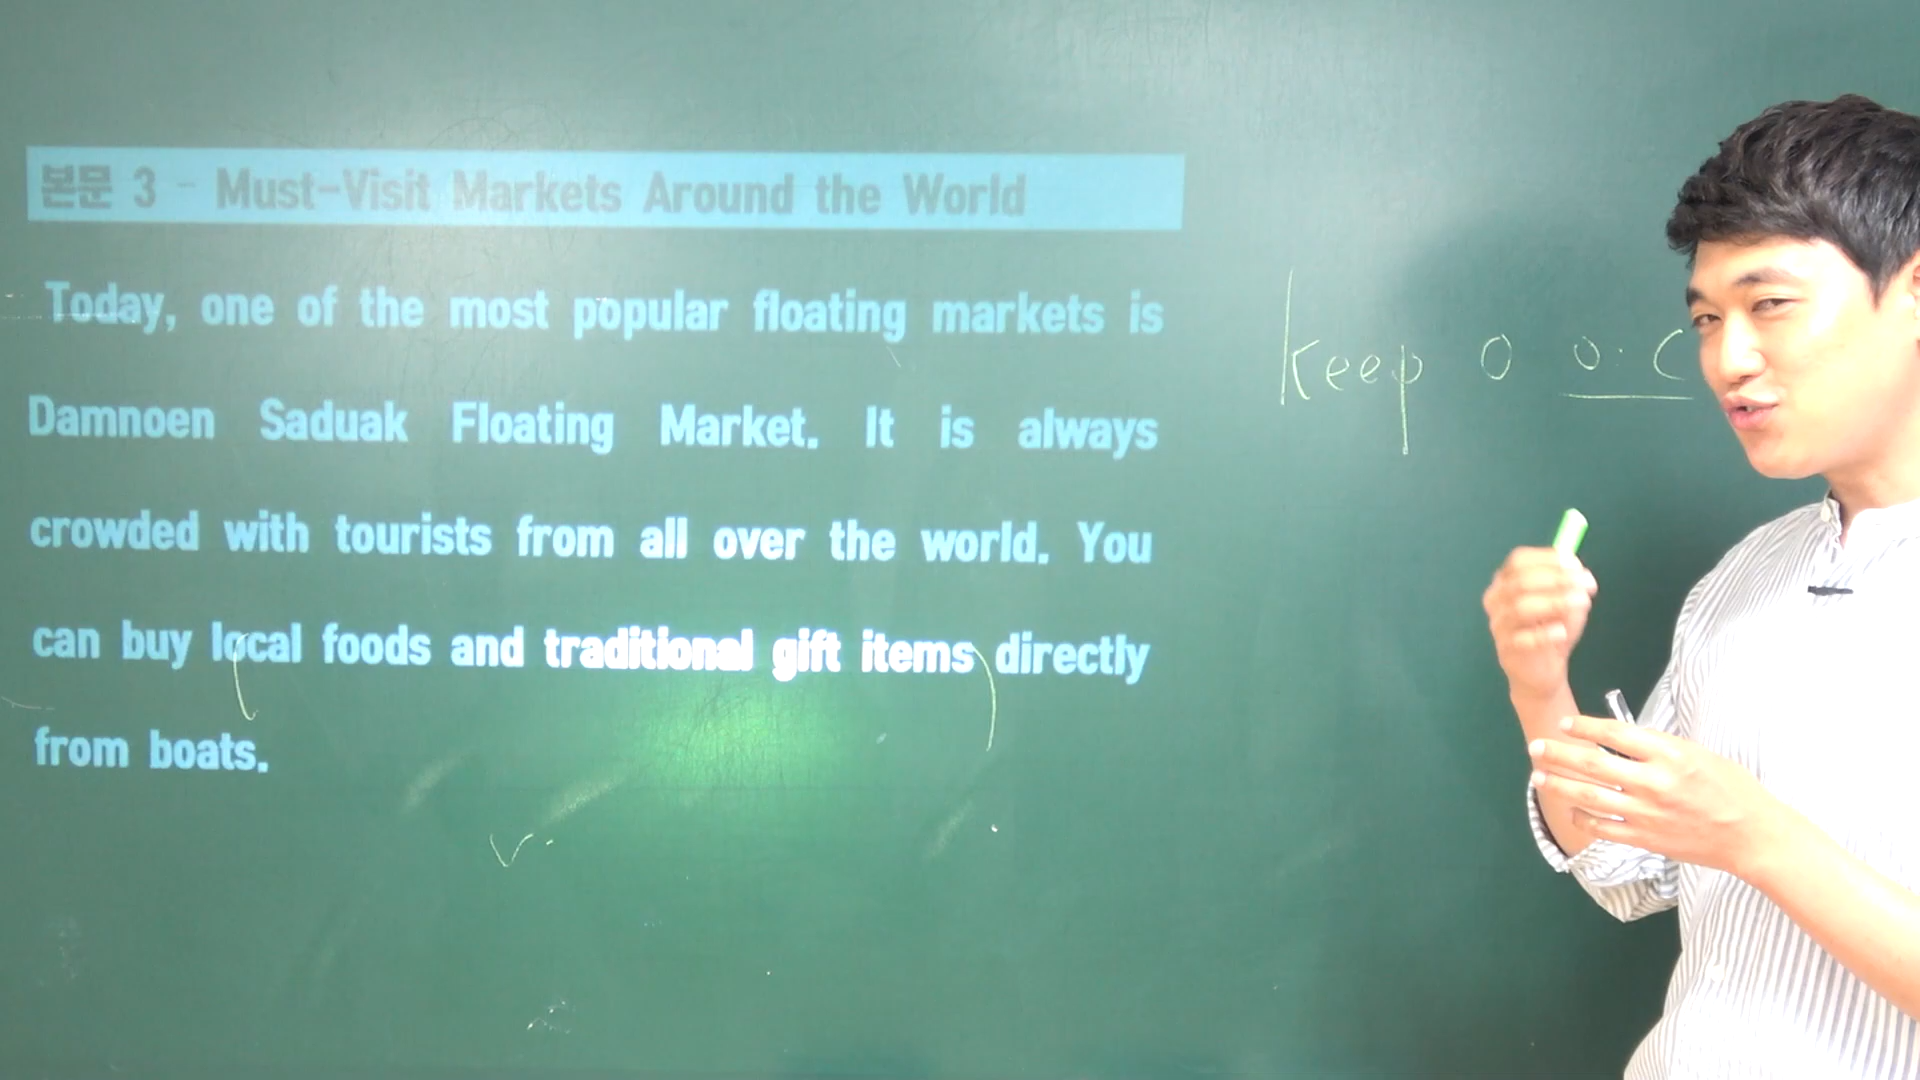 본문 3 - Must-Visit Markets Around the World
Today, one of the most popular floating markets is
Damnoen Saduak Floating Market. It is always
crowded with tourists from all over the world. You
can buy local foods and traditional gift items directly
from boats.
keep O O.C